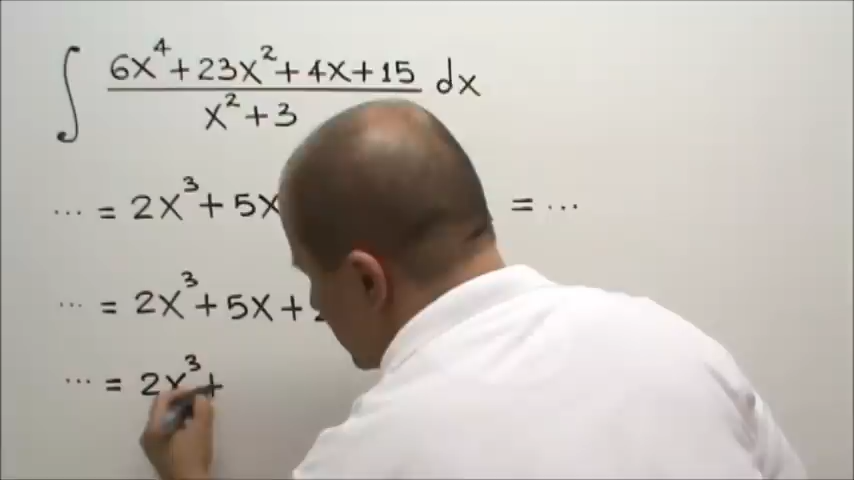 ∫ (6x⁴+23x²+4x+15)/(x²+3) dx
... = 2x³ + 5x = ...
... = 2x³ + 5x +
... = 2x³ +